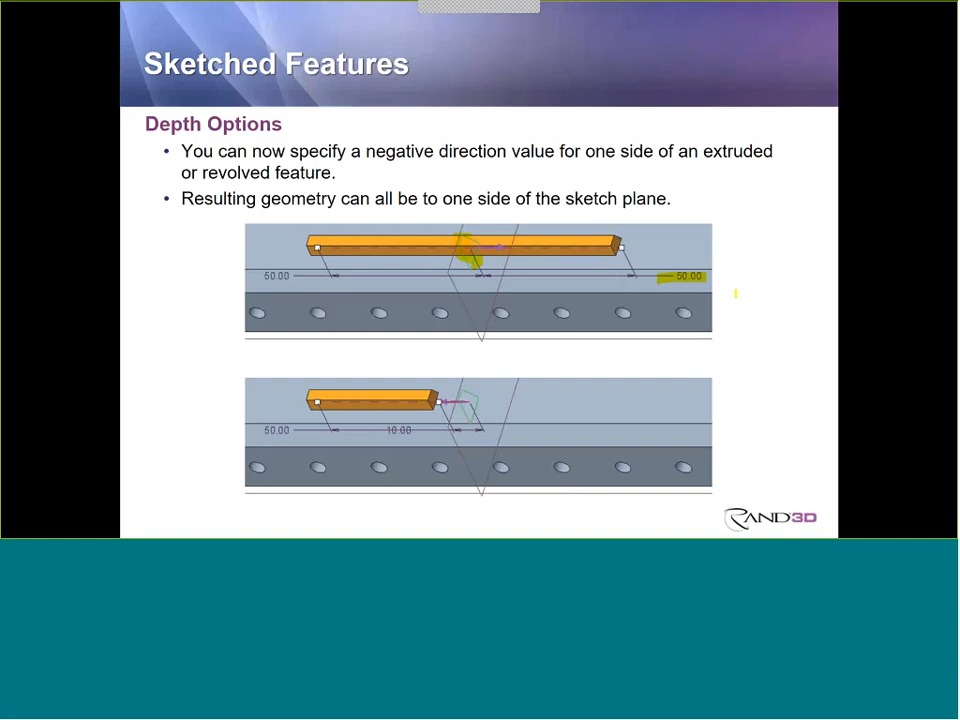 Sketched Features
Depth Options
• You can now specify a negative direction value for one side of an extruded
or revolved feature.
• Resulting geometry can all be to one side of the sketch plane.
50.00 50.00
50.00 10.00
RAND3D